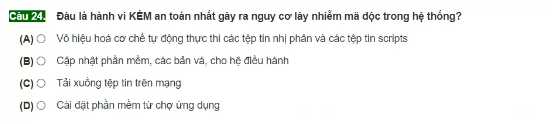 Câu 24. Đâu là hành vi KÉM an toàn nhất gây ra nguy cơ lây nhiễm mã độc trong hệ thống?
(A) Vô hiệu hoá cơ chế tự động thực thi các tệp tin nhị phân và các tệp tin scripts
(B) Cập nhật phần mềm, các bản vá, cho hệ điều hành
(C) Tải xuống tệp tin trên mạng
(D) Cài đặt phần mềm từ chợ ứng dụng